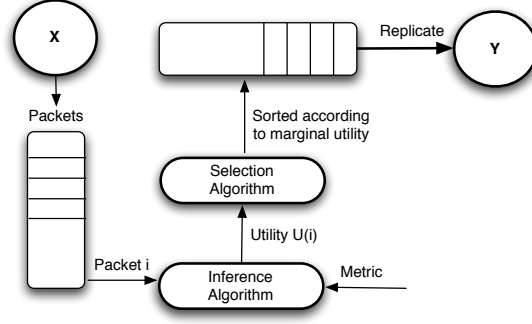 X
Packets
Packet i
Inference
Algorithm
Metric
Utility U(i)
Selection
Algorithm
Sorted according
to marginal utility
Replicate
Y